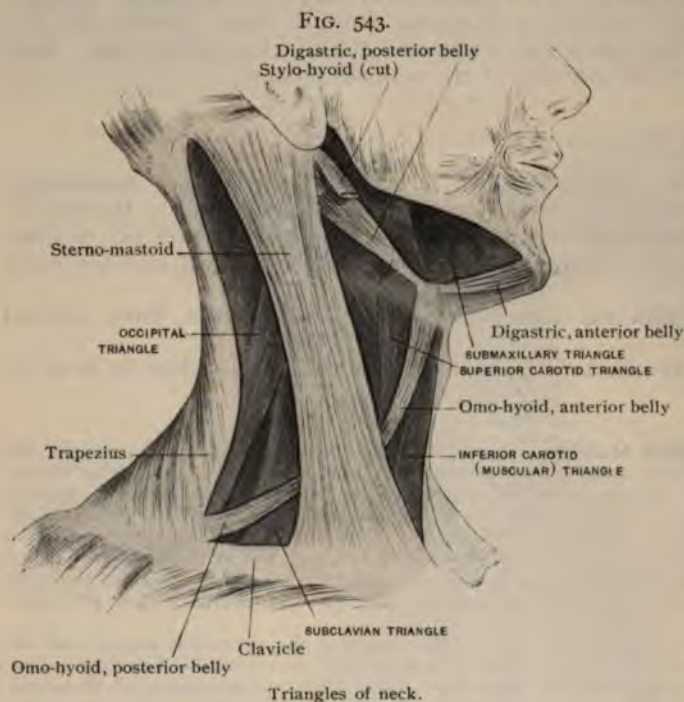 FIG. 543.
Digastric, posterior belly
Stylo-hyoid (cut)
Sterno-mastoid
OCCIPITAL
TRIANGLE
Digastric, anterior belly
SUBMAXILLARY TRIANGLE
SUPERIOR CAROTID TRIANGLE
Omo-hyoid, anterior belly
Trapezius
INFERIOR CAROTID
(MUSCULAR) TRIANGLE
SUBCLAVIAN TRIANGLE
Clavicle
Omo-hyoid, posterior belly
Triangles of neck.